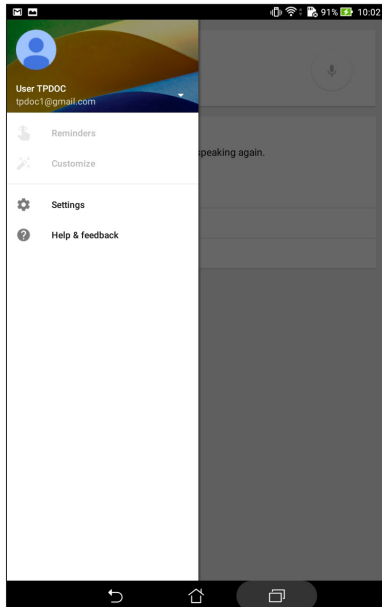 91% 10:02
User TPDOC
tpdoc1@gmail.com
Reminders
speaking again.
Customize
Settings
Help & feedback